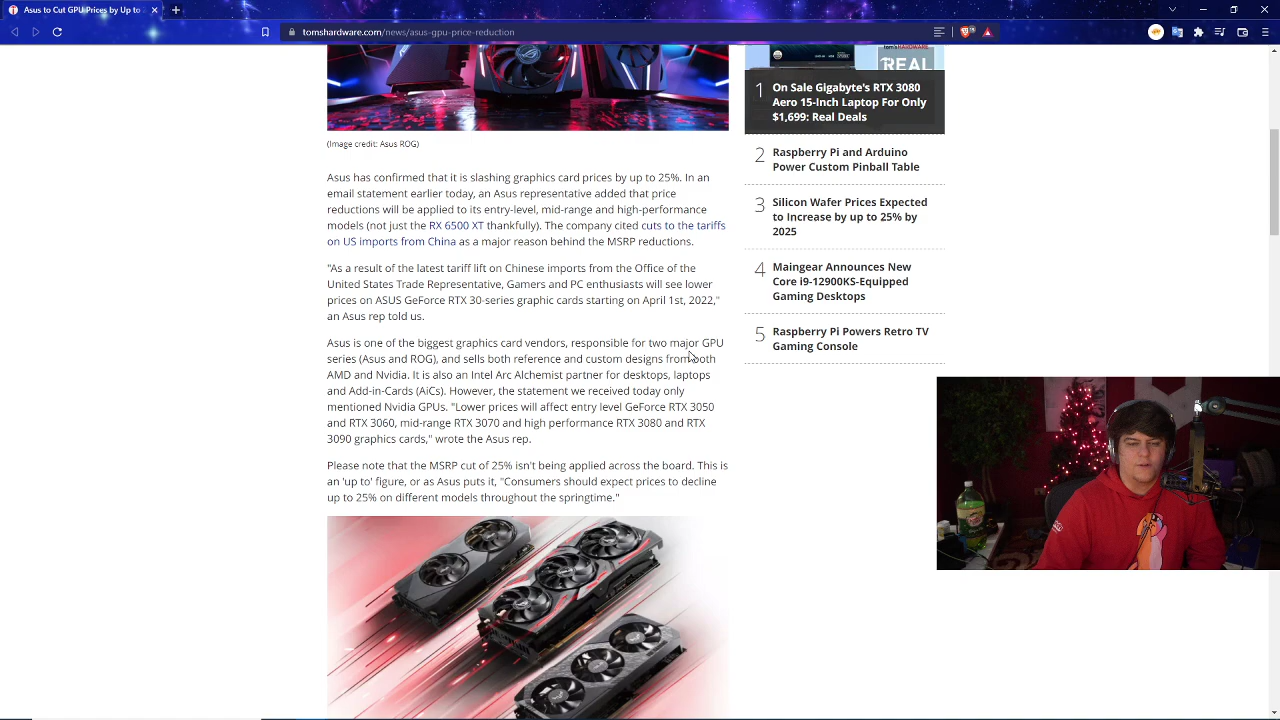 Asus to Cut GPU Prices by Up to
tomshardware.com/news/asus-gpu-price-reduction
tom'sHARDWARE
REAL
1 On Sale Gigabyte's RTX 3080
Aero 15-Inch Laptop For Only
$1,699: Real Deals
(Image credit: Asus ROG)
Asus has confirmed that it is slashing graphics card prices by up to 25%. In an
email statement earlier today, an Asus representative added that price
reductions will be applied to its entry-level, mid-range and high-performance
models (not just the RX 6500 XT thankfully). The company cited cuts to the tariffs
on US imports from China as a major reason behind the MSRP reductions.
"As a result of the latest tariff lift on Chinese imports from the Office of the
United States Trade Representative, Gamers and PC enthusiasts will see lower
prices on ASUS GeForce RTX 30-series graphic cards starting on April 1st, 2022,"
an Asus rep told us.
Asus is one of the biggest graphics card vendors, responsible for two major GPU
series (Asus and ROG), and sells both reference and custom designs from both
AMD and Nvidia. It is also an Intel Arc Alchemist partner for desktops, laptops
and Add-in-Cards (AiCs). However, the statement we received today only
mentioned Nvidia GPUs. "Lower prices will affect entry level GeForce RTX 3050
and RTX 3060, mid-range RTX 3070 and high performance RTX 3080 and RTX
3090 graphics cards," wrote the Asus rep.
Please note that the MSRP cut of 25% isn't being applied across the board. This is
an 'up to' figure, or as Asus puts it, "Consumers should expect prices to decline
up to 25% on different models throughout the springtime."
2 Raspberry Pi and Arduino
Power Custom Pinball Table
3 Silicon Wafer Prices Expected
to Increase by up to 25% by
2025
4 Maingear Announces New
Core i9-12900KS-Equipped
Gaming Desktops
5 Raspberry Pi Powers Retro TV
Gaming Console